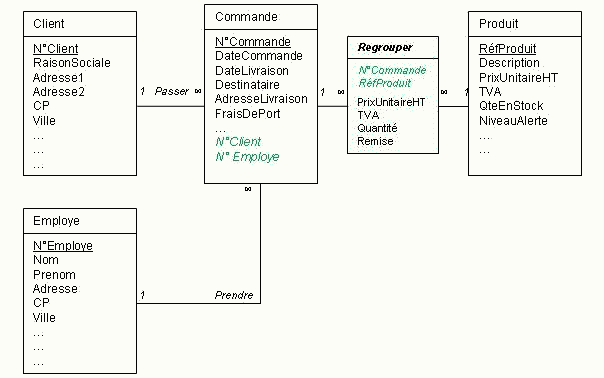 Client
N°Client
RaisonSociale
Adresse1
Adresse2
CP
Ville
...
...
...
1 Passer ∞
Commande
N°Commande
DateCommande
DateLivraison
Destinataire
AdresseLivraison
FraisDePort
...
N°Client
N° Employe
1 ∞
Regrouper
N°Commande
RéfProduit
PrixUnitaireHT
TVA
Quantité
Remise
∞ 1
Produit
RéfProduit
Description
PrixUnitaireHT
TVA
QteEnStock
NiveauAlerte
...
...
∞
Employe
N°Employe
Nom
Prenom
Adresse
CP
Ville
...
...
...
1 Prendre